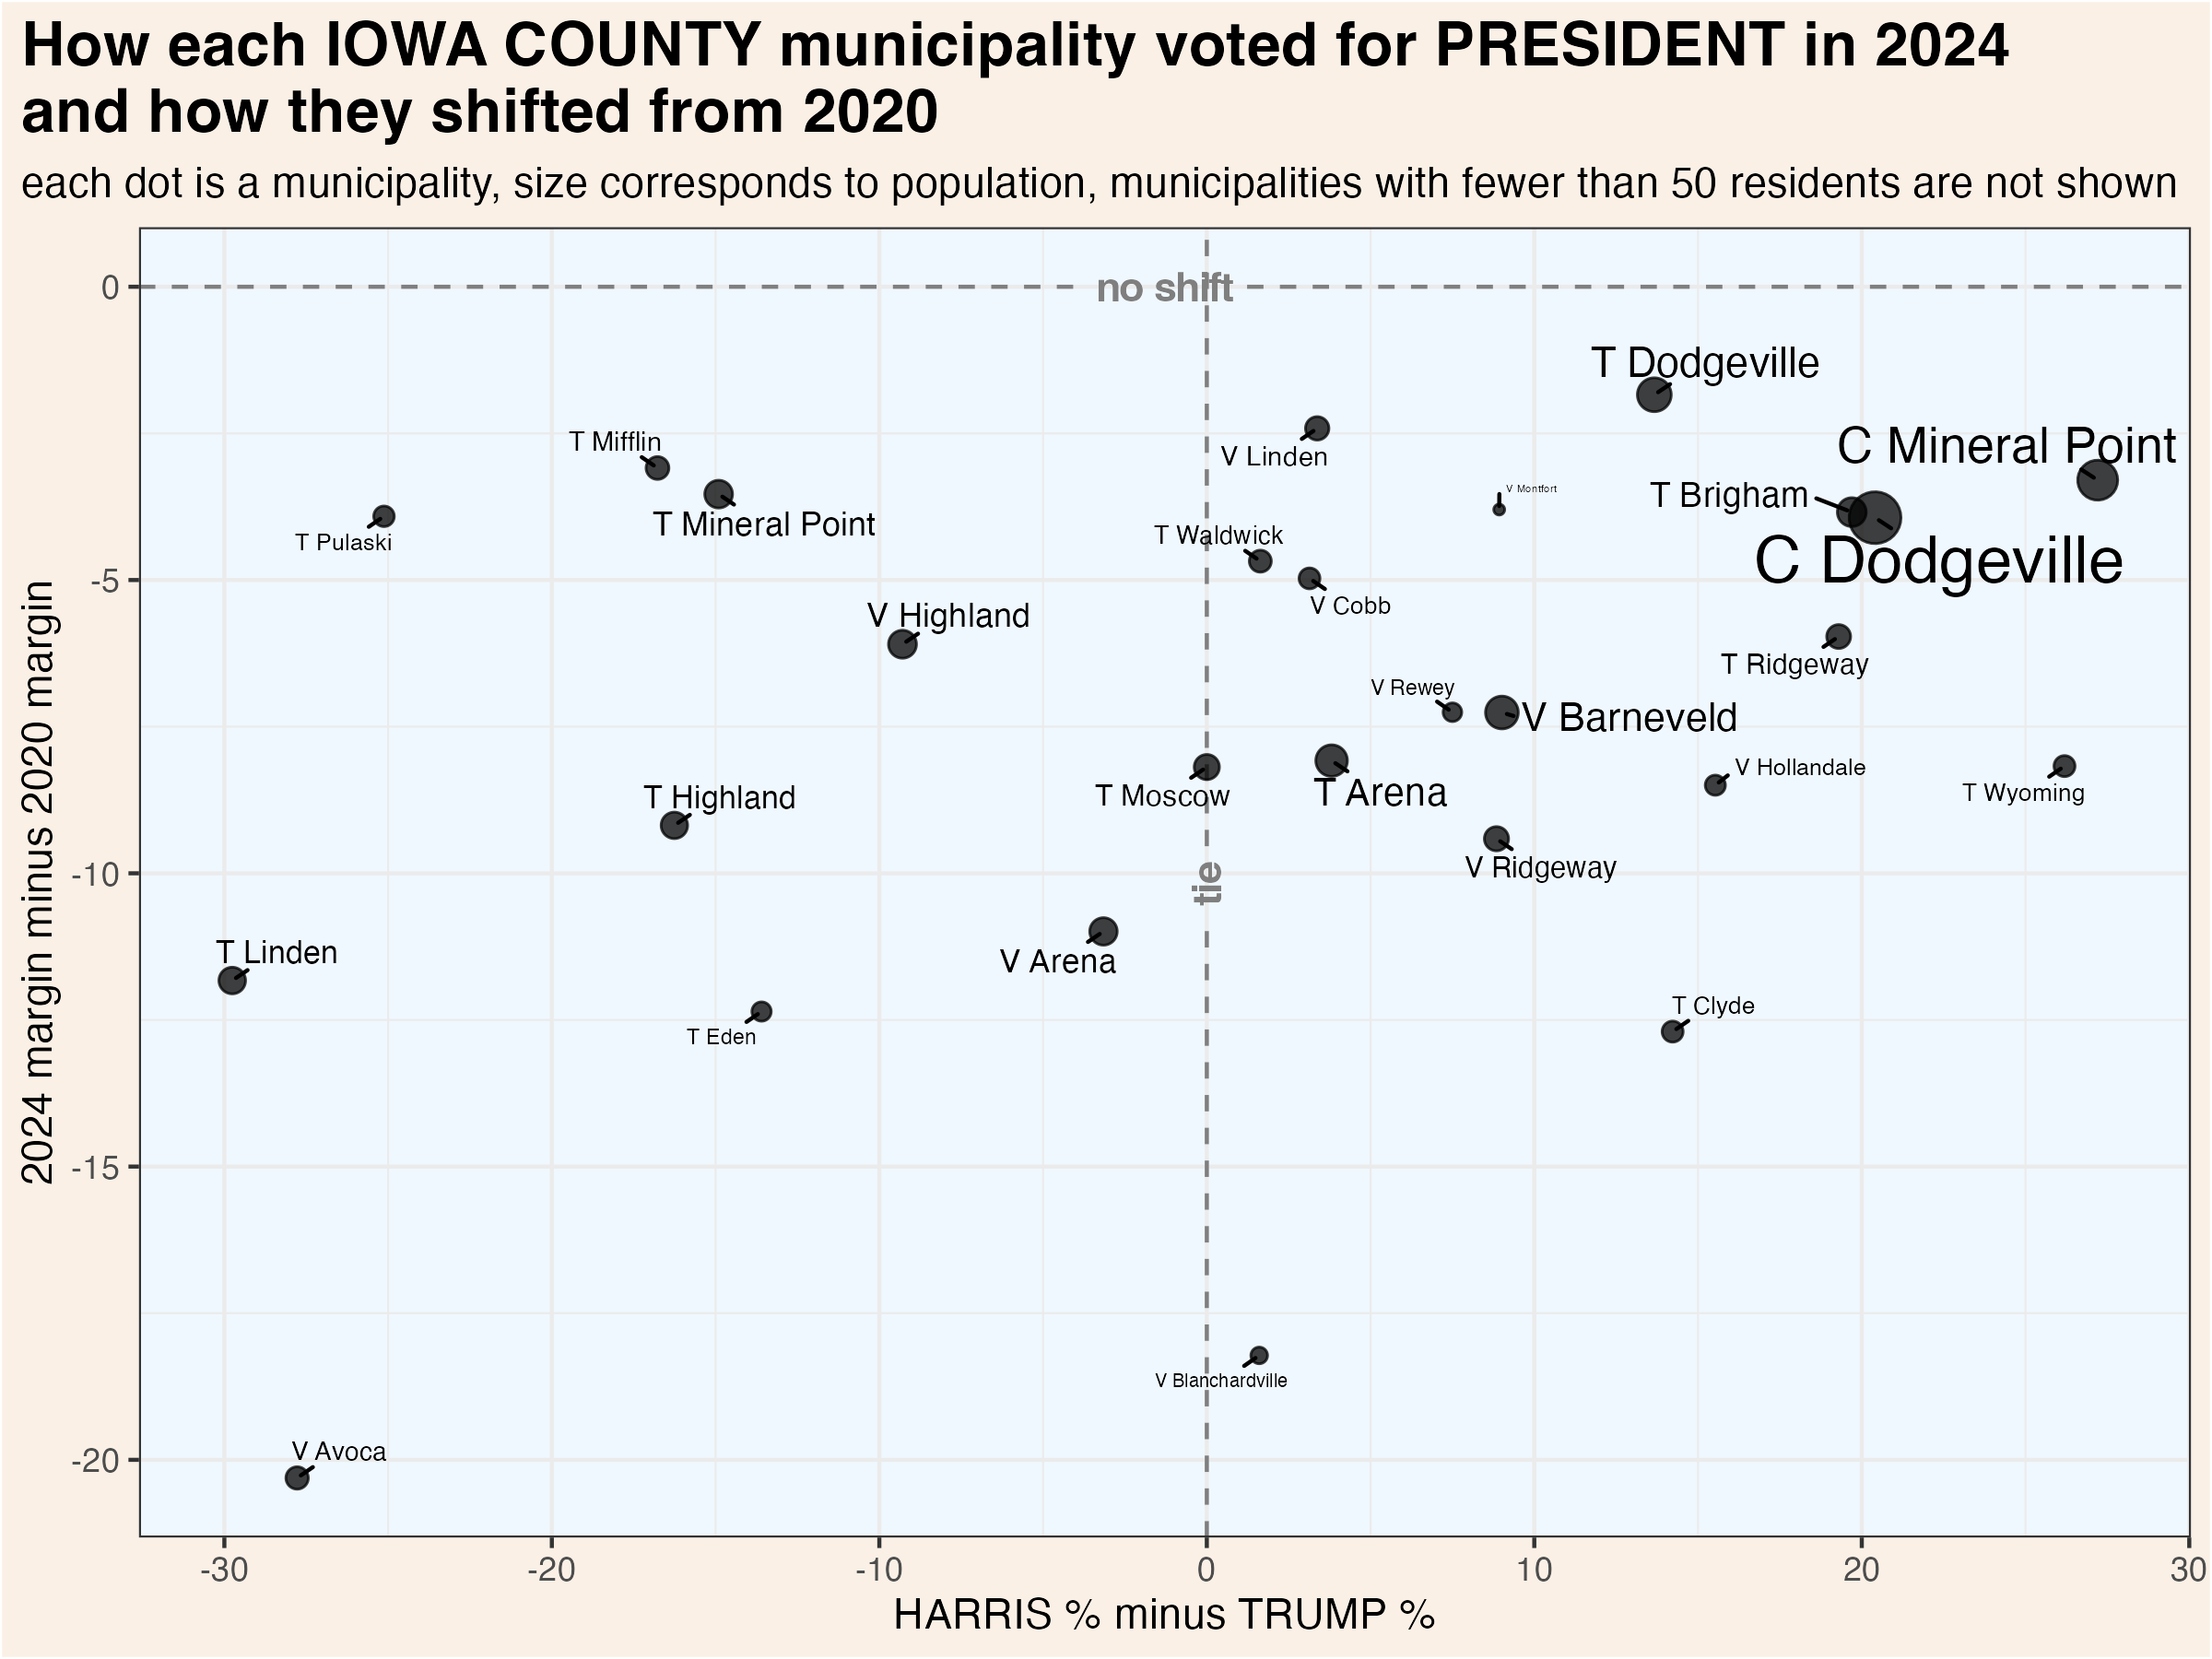 How each IOWA COUNTY municipality voted for PRESIDENT in 2024
and how they shifted from 2020
each dot is a municipality, size corresponds to population, municipalities with fewer than 50 residents are not shown
2024 margin minus 2020 margin
0
-5
-10
-15
-20
no shift
T Dodgeville
C Mineral Point
T Mifflin
V Linden
V Montfort
T Brigham
T Mineral Point
T Pulaski
T Waldwick
C Dodgeville
V Cobb
V Highland
T Ridgeway
V Rewey
V Barneveld
V Hollandale
T Wyoming
T Highland
T Moscow
T Arena
V Ridgeway
tie
T Linden
V Arena
T Clyde
T Eden
V Blanchardville
V Avoca
-30
-20
-10
0
10
20
30
HARRIS % minus TRUMP %